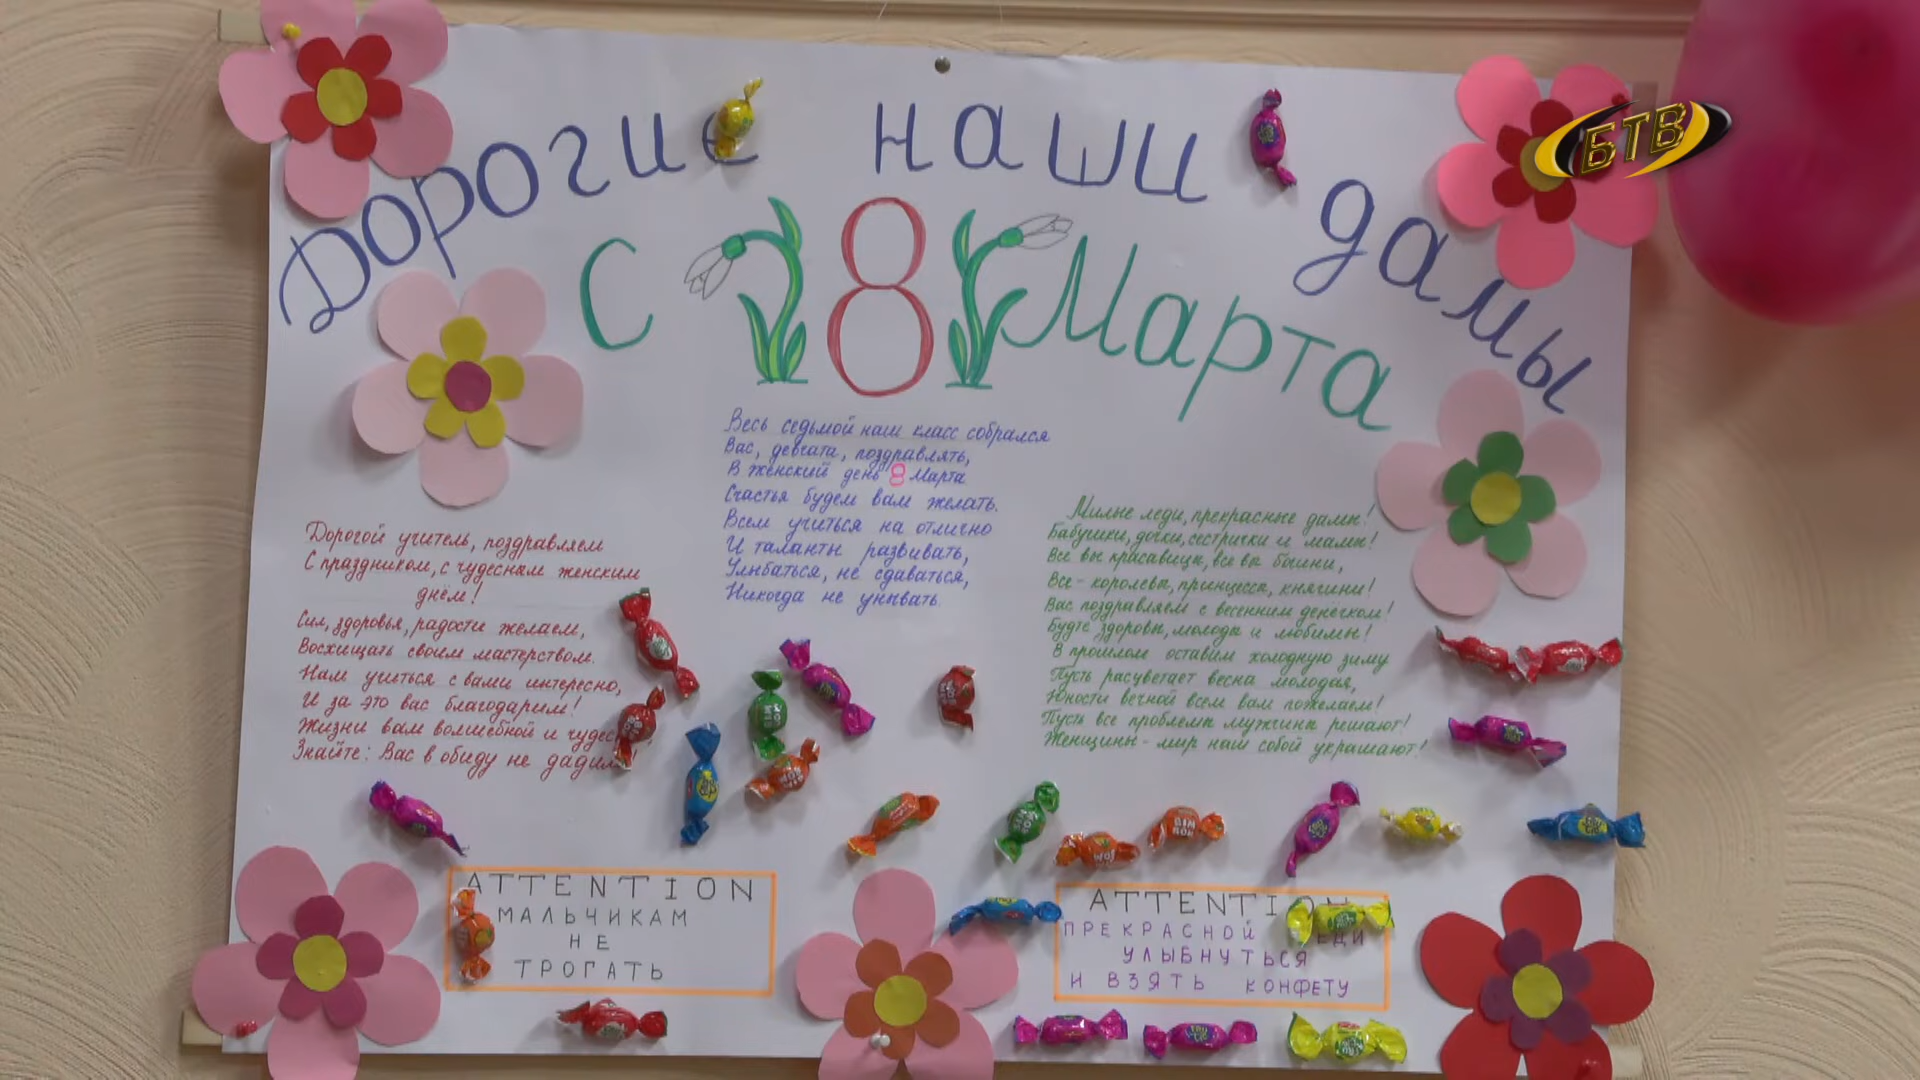 Дорогие наши дамы
С 8 Марта
БТВ
Весь седьмой наш класс собрался
Вас, девчата, поздравлять,
В женский день 8 Марта
Счастья будем вам желать.
Всем учиться на отлично
И таланты развивать,
Улыбаться, не сдаваться,
Никогда не унывать.
Дорогой учитель, поздравляем
С праздником, с чудесным женским
днём!
Сил, здоровья, радости желаем,
Восхищать своим мастерством.
Нам учиться с вами интересно,
И за это вас благодарим!
Жизни вам волшебной и
Знайте: Вас в обиду не дадим
Милые леди, прекрасные дамы!
Бабушки, дочки, сестрички и мамы!
Все вы красавицы, все вы богини,
Все - королевы, принцессы, княгини!
Вас поздравляем с весенним денёчком!
Будте здоровы, молоды и любимы!
В прошлом оставим холодную зиму
Пусть расцветает весна молодая,
Юности вечной всем вам пожелаем!
Пусть все проблемы мужчины решают!
Женщины - мир наш собой украшают!
ATTENTION
МАЛЬЧИКАМ
НЕ
ТРОГАТЬ
ATTENTION
ПРЕКРАСНОЙ ЛЕДИ
УЛЫБНУТЬСЯ
И ВЗЯТЬ КОНФЕТУ